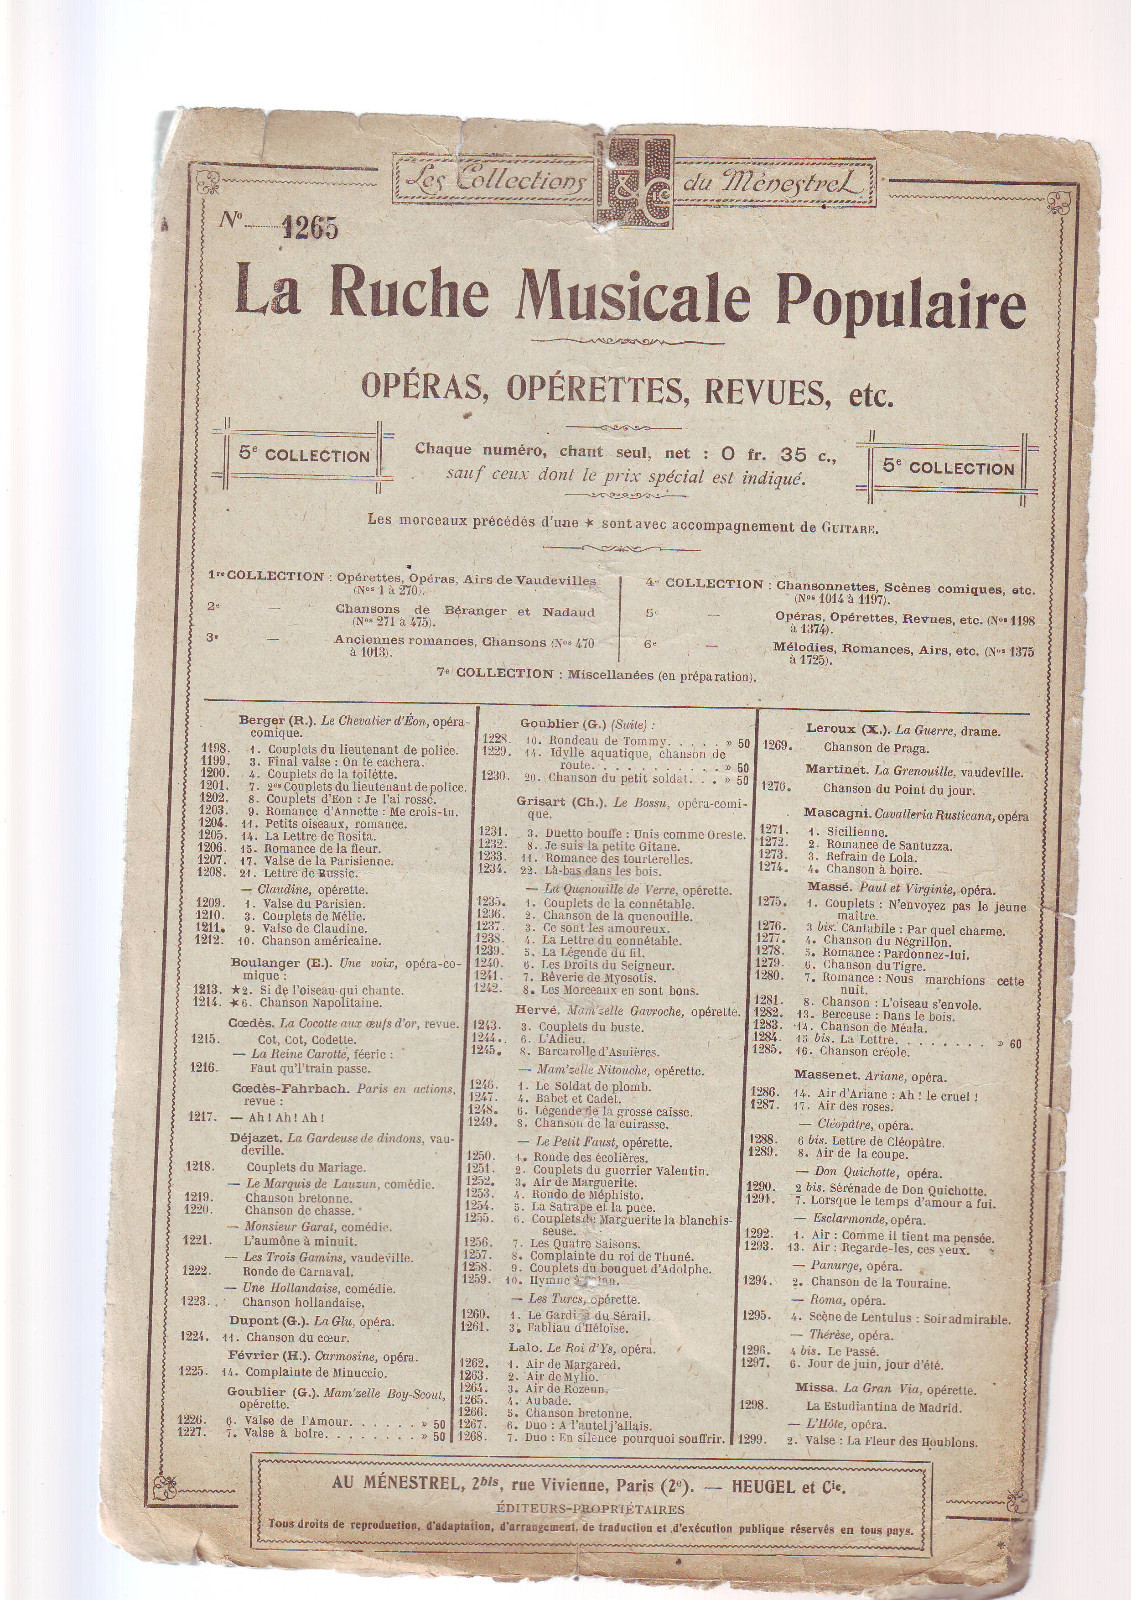 Les Collections H & Cie du Ménestrel
No 1265
La Ruche Musicale Populaire
OPÉRAS, OPÉRETTES, REVUES, etc.
5e COLLECTION
Chaque numéro, chant seul, net : 0 fr. 35 c.,
sauf ceux dont le prix spécial est indiqué.
5e COLLECTION
Les morceaux précédés d'une ★ sont avec accompagnement de GUITARE.
1re COLLECTION : Opérettes, Opéras, Airs de Vaudevilles
(Nos 1 à 270).
2e — Chansons de Béranger et Nadaud
(Nos 271 à 475).
3e — Anciennes romances, Chansons (Nos 470
à 1013).
4e COLLECTION : Chansonnettes, Scènes comiques, etc.
(Nos 1014 à 1197).
5e — Opéras, Opérettes, Revues, etc. (Nos 1198
à 1374).
6e — Mélodies, Romances, Airs, etc. (Nos 1375
à 1725).
7e COLLECTION : Miscellanées (en préparation).
Berger (R.). Le Chevalier d'Éon, opéra-
comique.
1198. 1. Couplets du lieutenant de police.
1199. 3. Final valse : On te cachera.
1200. 4. Couplets de la toilette.
1201. 7. 2mes Couplets du lieutenant de police.
1202. 8. Couplets d'Eon : Je l'ai rossé.
1203. 9. Romance d'Annette : Me crois-tu.
1204. 11. Petits oiseaux, romance.
1205. 14. La Lettre de Rosita.
1206. 15. Romance de la fleur.
1207. 17. Valse de la Parisienne.
1208. 21. Lettre de Russie.
— Claudine, opérette.
1209. 1. Valse du Parisien.
1210. 3. Couplets de Mélie.
1211. 9. Valse de Claudine.
1212. 10. Chanson américaine.
Boulanger (E.). Une voix, opéra-co-
mique :
1213. ★2. Si de l'oiseau qui chante.
1214. ★6. Chanson Napolitaine.
Cœdès. La Cocotte aux œufs d'or, revue.
1215. Cot, Cot, Codette.
— La Reine Carotte, féerie :
1216. Faut qu'l'train passe.
Cœdès-Fahrbach. Paris en actions,
revue :
1217. — Ah ! Ah ! Ah !
Déjazet. La Gardeuse de dindons, vau-
deville.
1218. Couplets du Mariage.
— Le Marquis de Lauzun, comédie.
1219. Chanson bretonne.
1220. Chanson de chasse.
— Monsieur Garat, comédie.
1221. L'aumône à minuit.
— Les Trois Gamins, vaudeville.
1222. Ronde de Carnaval.
— Une Hollandaise, comédie.
1223. Chanson hollandaise.
Dupont (G.). La Glu, opéra.
1224. 11. Chanson du cœur.
Février (H.). Carmosine, opéra.
1225. 14. Complainte de Minuccio.
Goublier (G.). Mam'zelle Boy-Scout,
opérette.
1226. 6. Valse de l'Amour. . . . . . » 50
1227. 7. Valse à boire. . . . . . . . » 50
Goublier (G.) (Suite) :
1228. 10. Rondeau de Tommy. . . . . » 50
1229. 14. Idylle aquatique, chanson de
route. . . . . . . . . . . » 50
1230. 20. Chanson du petit soldat. . . » 50
Grisart (Ch.). Le Bossu, opéra-comi-
que.
1231. 3. Duetto bouffe : Unis comme Oreste.
1232. 8. Je suis la petite Gitane.
1233. 11. Romance des tourterelles.
1234. 22. Là-bas dans les bois.
— La Quenouille de Verre, opérette.
1235. 1. Couplets de la connétable.
1236. 2. Chanson de la quenouille.
1237. 3. Ce sont les amoureux.
1238. 4. La Lettre du connétable.
1239. 5. La Légende du fil.
1240. 6. Les Droits du Seigneur.
1241. 7. Rêverie de Myosotis.
1242. 8. Les Morceaux en sont bons.
Hervé. Mam'zelle Gavroche, opérette.
1243. 3. Couplets du buste.
1244. 6. L'Adieu.
1245. 8. Barcarolle d'Asnières.
— Mam'zelle Nitouche, opérette.
1246. 1. Le Soldat de plomb.
1247. 4. Babet et Cadet.
1248. 6. Légende de la grosse caisse.
1249. 8. Chanson de la cuirasse.
— Le Petit Faust, opérette.
1250. 1. Ronde des écolières.
1251. 2. Couplets du guerrier Valentin.
1252. 3. Air de Marguerite.
1253. 4. Rondo de Méphisto.
1254. 5. La Satrape et la puce.
1255. 6. Couplets de Marguerite la blanchis-
seuse.
1256. 7. Les Quatre Saisons.
1257. 8. Complainte du roi de Thuné.
1258. 9. Couplets du bouquet d'Adolphe.
1259. 10. Hymne à
— Les Turcs, opérette.
1260. 1. Le Gardien du Sérail.
1261. 3. Fabliau d'Héloïse.
Lalo. Le Roi d'Ys, opéra.
1262. 1. Air de Margared.
1263. 2. Air de Mylio.
1264. 3. Air de Rozenn.
1265. 4. Aubade.
1266. 5. Chanson bretonne.
1267. 6. Duo : A l'autel j'allais.
1268. 7. Duo : En silence pourquoi souffrir.
Leroux (X.). La Guerre, drame.
1269. Chanson de Praga.
Martinet. La Grenouille, vaudeville.
1270. Chanson du Point du jour.
Mascagni. Cavalleria Rusticana, opéra
1271. 1. Sicilienne.
1272. 2. Romance de Santuzza.
1273. 3. Refrain de Lola.
1274. 4. Chanson à boire.
Massé. Paul et Virginie, opéra.
1275. 1. Couplets : N'envoyez pas le jeune
maître.
1276. 3 bis. Cantabile : Par quel charme.
1277. 4. Chanson du Négrillon.
1278. 5. Romance : Pardonnez-lui.
1279. 6. Chanson du Tigre.
1280. 7. Romance : Nous marchions cette
nuit.
1281. 8. Chanson : L'oiseau s'envole.
1282. 13. Berceuse : Dans le bois.
1283. 14. Chanson de Méala.
1284. 15 bis. La Lettre. . . . . . . . » 60
1285. 16. Chanson créole.
Massenet. Ariane, opéra.
1286. 14. Air d'Ariane : Ah ! le cruel !
1287. 17. Air des roses.
— Cléopâtre, opéra.
1288. 6 bis. Lettre de Cléopâtre.
1289. 8. Air de la coupe.
— Don Quichotte, opéra.
1290. 2 bis. Sérénade de Don Quichotte.
1291. 7. Lorsque le temps d'amour a fui.
— Esclarmonde, opéra.
1292. 1. Air : Comme il tient ma pensée.
1293. 13. Air : Regarde-les, ces yeux.
— Panurge, opéra.
1294. 2. Chanson de la Touraine.
— Roma, opéra.
1295. 4. Scène de Lentulus : Soir admirable.
— Thérèse, opéra.
1296. 4 bis. Le Passé.
1297. 6. Jour de juin, jour d'été.
Missa. La Gran Via, opérette.
1298. La Estudiantina de Madrid.
— L'Hôte, opéra.
1299. 2. Valse : La Fleur des Houblons.
AU MÉNESTREL, 2bis, rue Vivienne, Paris (2e). — HEUGEL et Cie.
ÉDITEURS-PROPRIÉTAIRES
Tous droits de reproduction, d'adaptation, d'arrangement, de traduction et d'exécution publique réservés en tous pays.